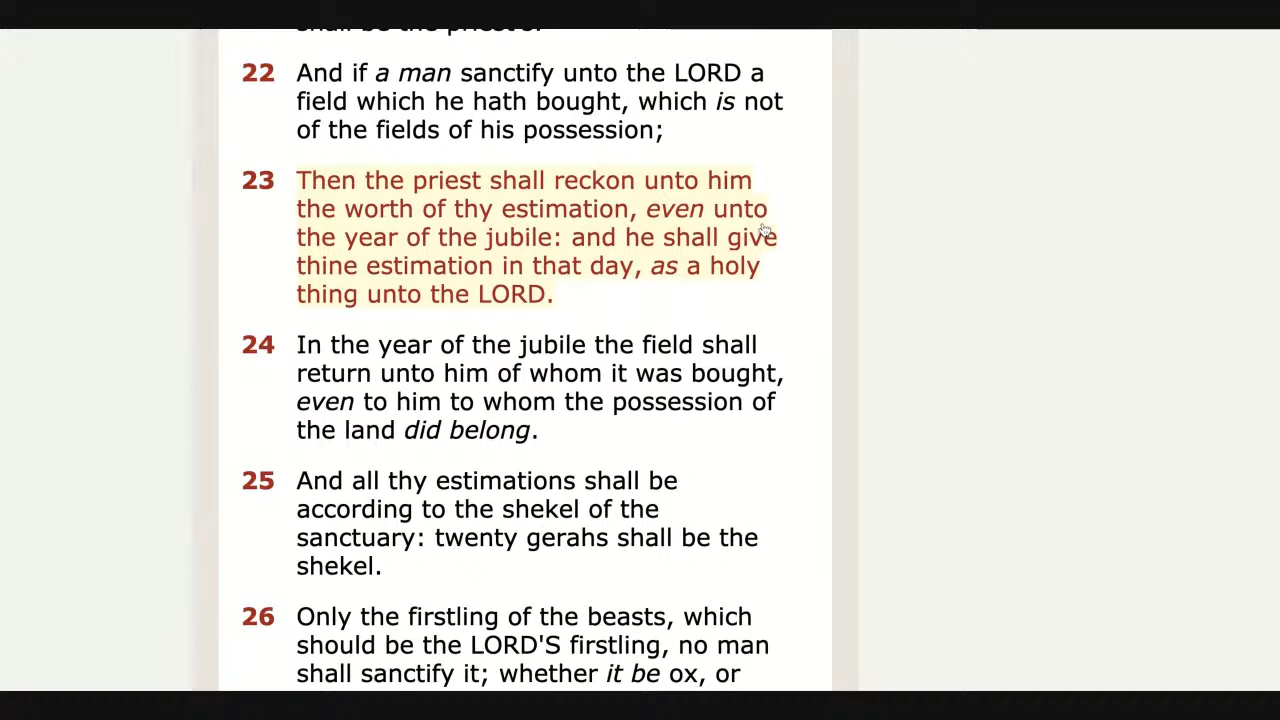 shall be the priest's.
22 And if a man sanctify unto the LORD a
field which he hath bought, which is not
of the fields of his possession;
23 Then the priest shall reckon unto him
the worth of thy estimation, even unto
the year of the jubile: and he shall give
thine estimation in that day, as a holy
thing unto the LORD.
24 In the year of the jubile the field shall
return unto him of whom it was bought,
even to him to whom the possession of
the land did belong.
25 And all thy estimations shall be
according to the shekel of the
sanctuary: twenty gerahs shall be the
shekel.
26 Only the firstling of the beasts, which
should be the LORD'S firstling, no man
shall sanctify it; whether it be ox, or